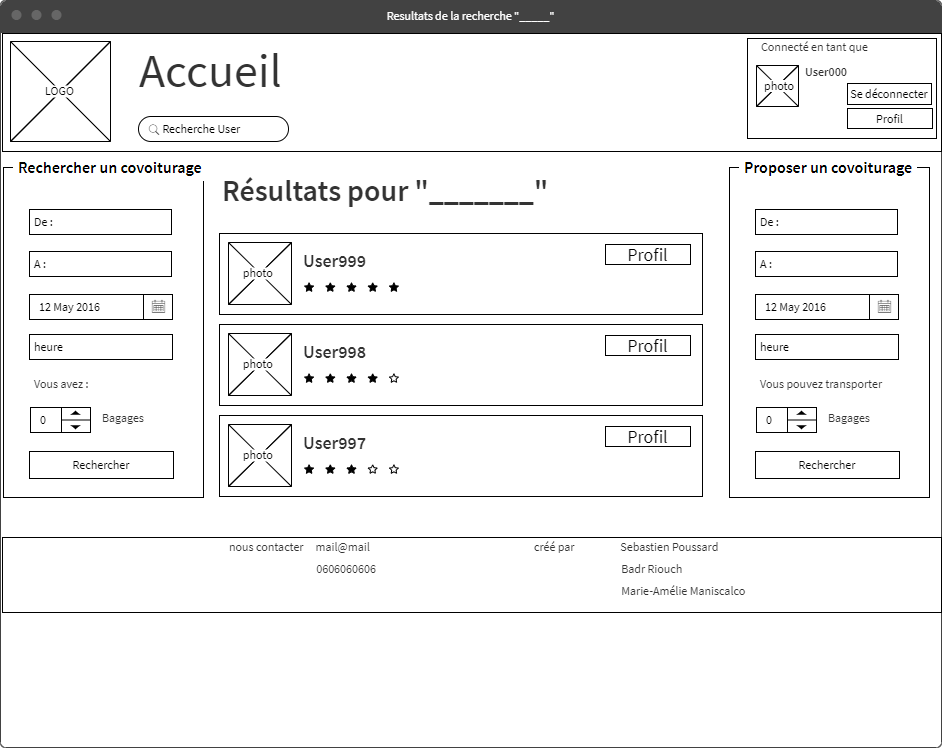 Resultats de la recherche "_____"
LOGO
Accueil
Recherche User
Connecté en tant que
photo
User000
Se déconnecter
Profil
Rechercher un covoiturage
De :
A :
12 May 2016
heure
Vous avez :
0
Bagages
Rechercher
Résultats pour "_______"
photo
User999
Profil
photo
User998
Profil
photo
User997
Profil
Proposer un covoiturage
De :
A :
12 May 2016
heure
Vous pouvez transporter
0
Bagages
Rechercher
nous contacter
mail@mail
0606060606
créé par
Sebastien Poussard
Badr Riouch
Marie-Amélie Maniscalco